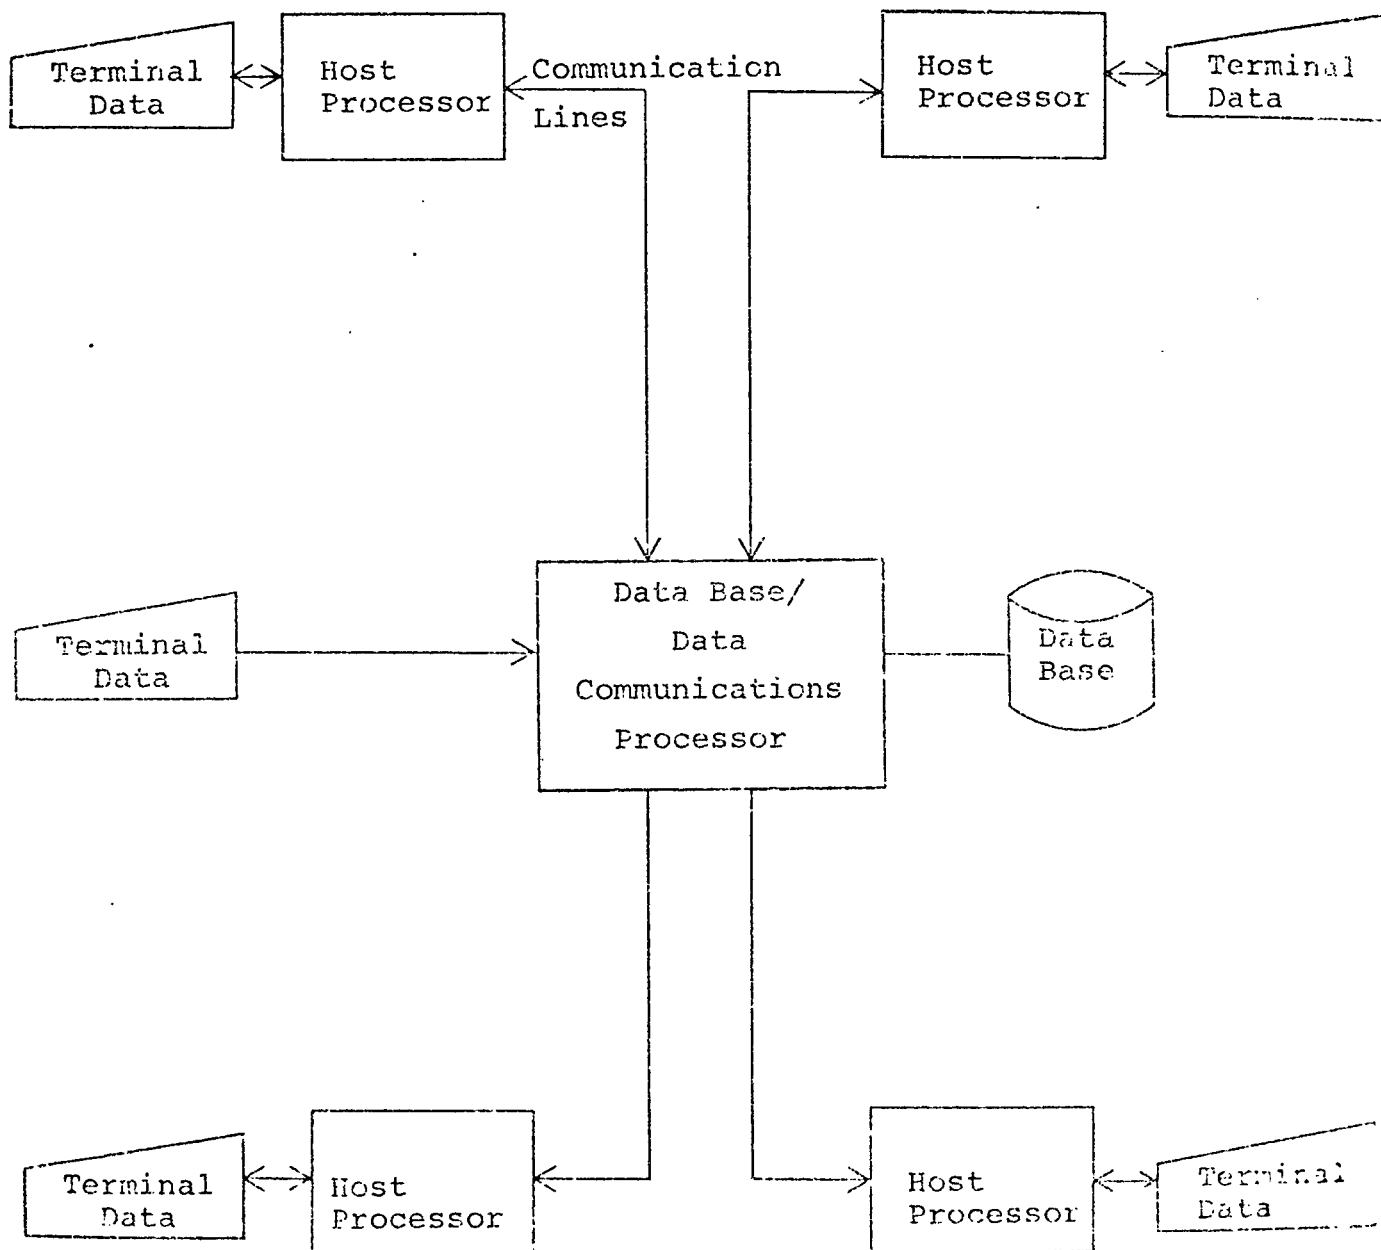 Terminal
Data
Host
Processor
Communication
Lines
Host
Processor
Terminal
Data
Terminal
Data
Data Base/
Data
Communications
Processor
Data
Base
Terminal
Data
Host
Processor
Host
Processor
Terminal
Data